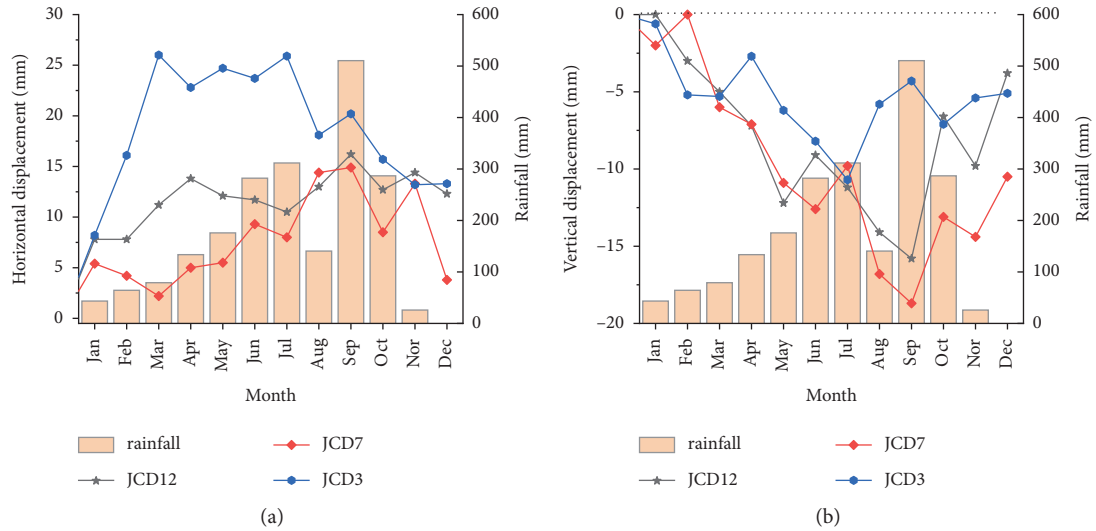 30
25
20
15
10
5
0
Horizontal displacement (mm)
600
500
400
300
200
100
0
Rainfall (mm)
Jan
Feb
Mar
Apr
May
Jun
Jul
Aug
Sep
Oct
Nor
Dec
Month
rainfall
JCD7
JCD12
JCD3
(a)
0
−5
−10
−15
−20
Vertical displacement (mm)
600
500
400
300
200
100
0
Rainfall (mm)
Jan
Feb
Mar
Apr
May
Jun
Jul
Aug
Sep
Oct
Nor
Dec
Month
rainfall
JCD7
JCD12
JCD3
(b)